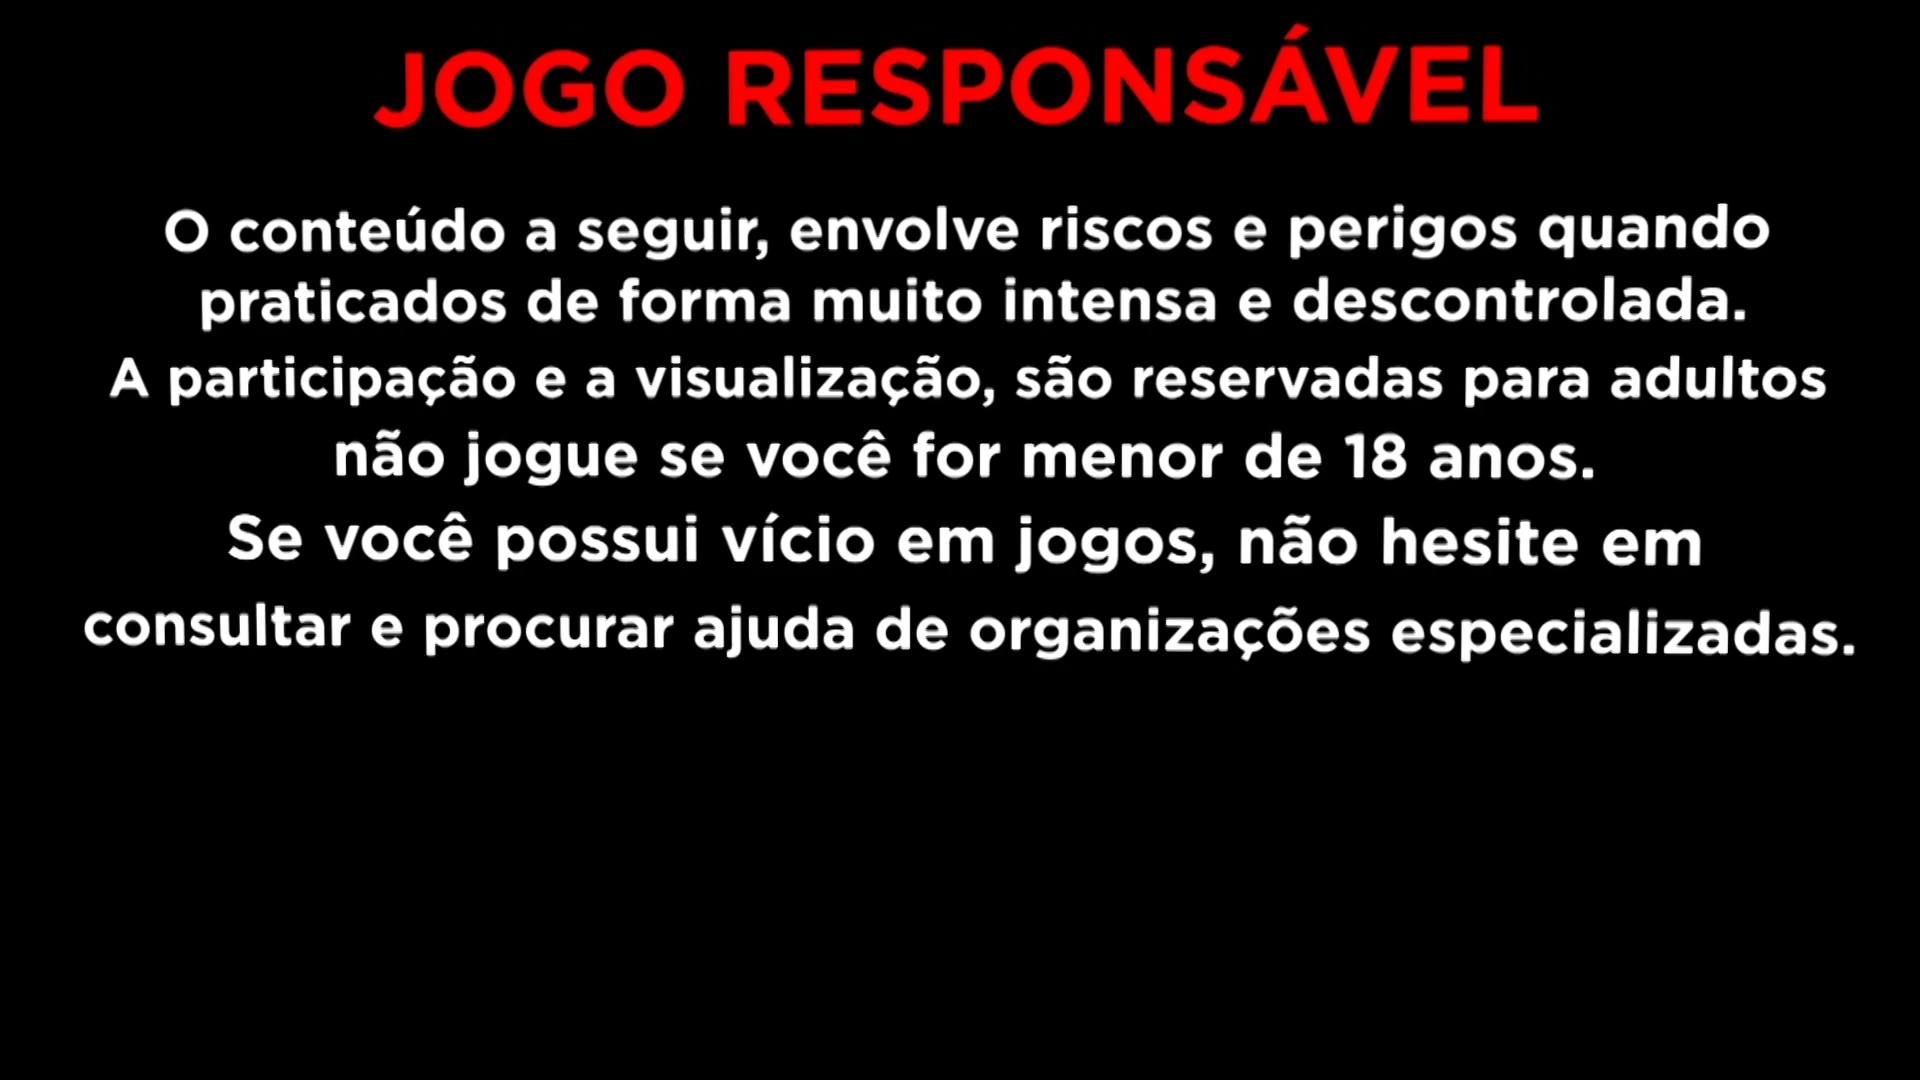 JOGO RESPONSÁVEL
O conteúdo a seguir, envolve riscos e perigos quando
praticados de forma muito intensa e descontrolada.
A participação e a visualização, são reservadas para adultos
não jogue se você for menor de 18 anos.
Se você possui vício em jogos, não hesite em
consultar e procurar ajuda de organizações especializadas.